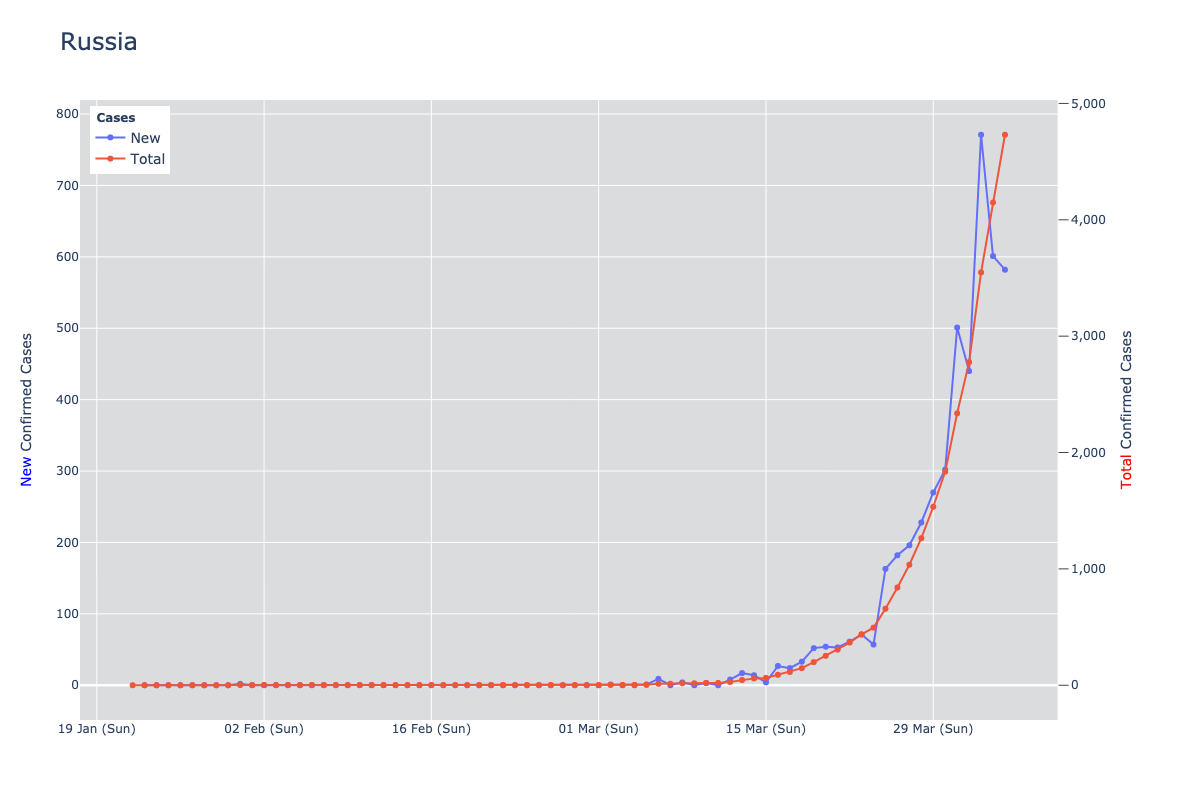 Russia
Cases
New
Total
800
700
600
500
400
300
200
100
0
5,000
4,000
3,000
2,000
1,000
0
New Confirmed Cases
Total Confirmed Cases
19 Jan (Sun)
02 Feb (Sun)
16 Feb (Sun)
01 Mar (Sun)
15 Mar (Sun)
29 Mar (Sun)